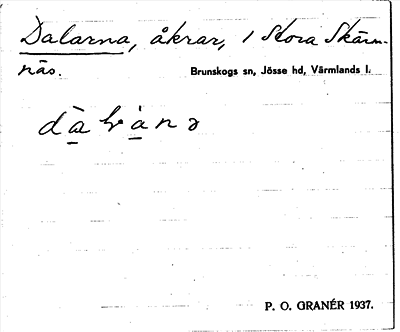 Dalarna, åkrar, i Stora Skärm-
näs.
Brunskogs sn, Jösse hd, Värmlands l.
P. O. GRANÉR 1937.